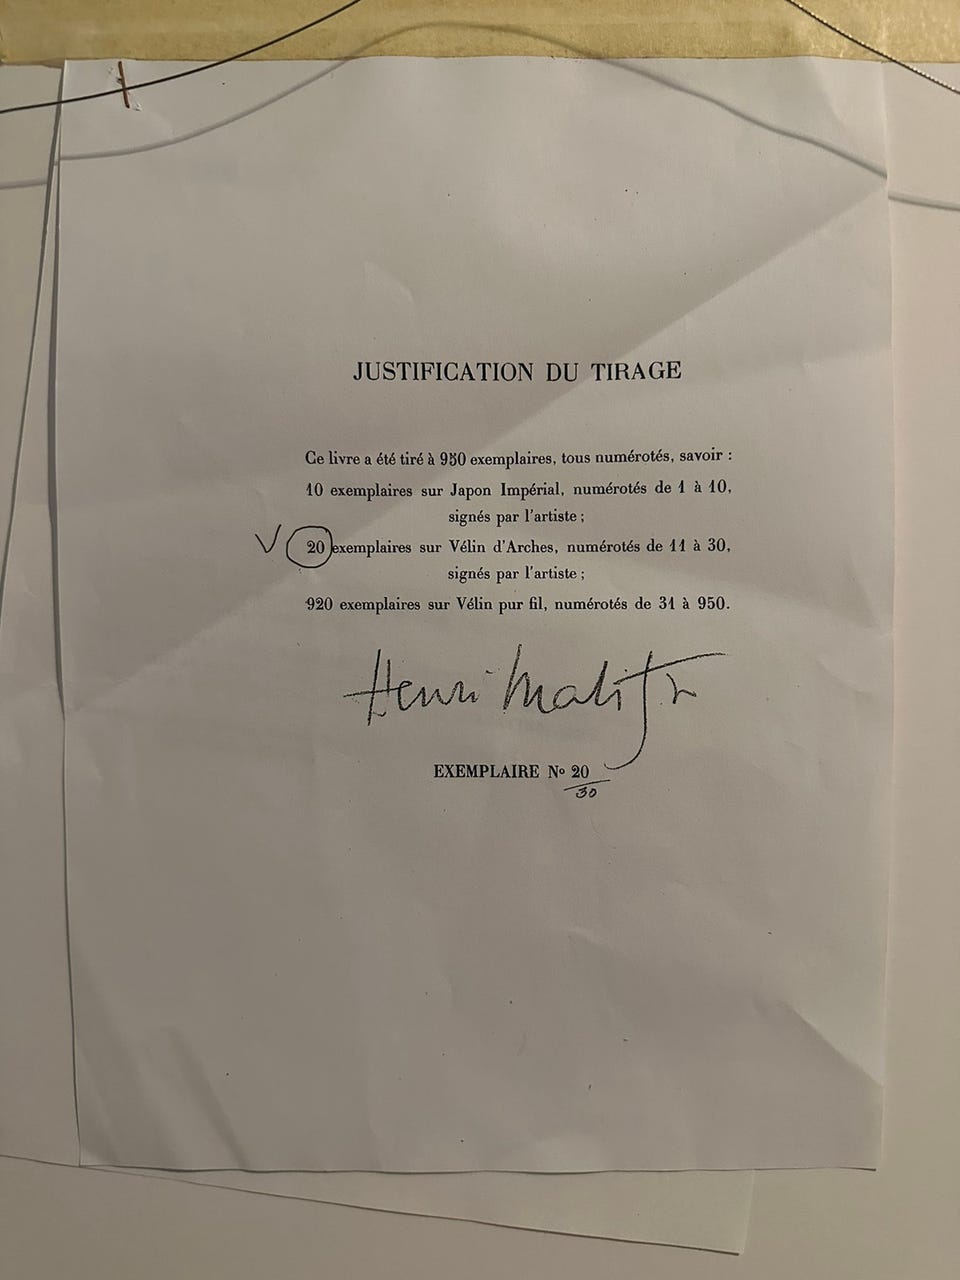 JUSTIFICATION DU TIRAGE
Ce livre a été tiré à 950 exemplaires, tous numérotés, savoir :
10 exemplaires sur Japon Impérial, numérotés de 1 à 10,
signés par l'artiste ;
V 20 exemplaires sur Vélin d'Arches, numérotés de 11 à 30,
signés par l'artiste ;
920 exemplaires sur Vélin pur fil, numérotés de 31 à 950.
Henri Matisse
EXEMPLAIRE Nº 20
30